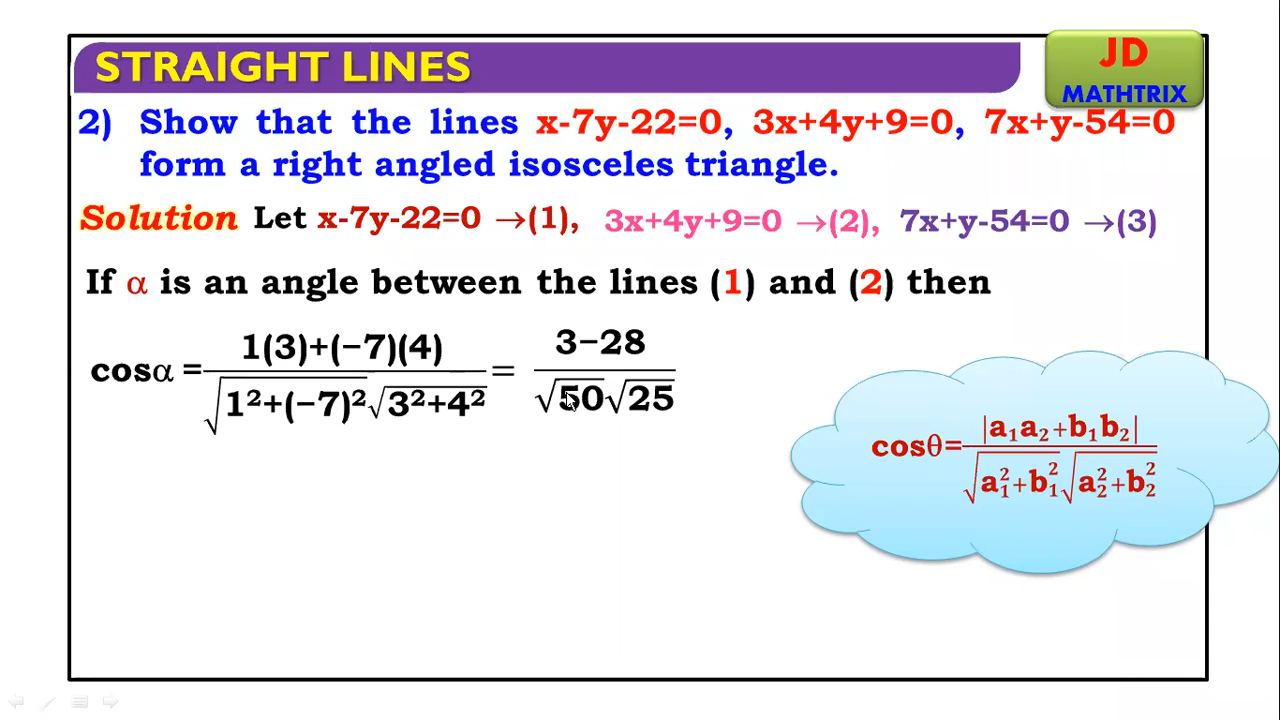 STRAIGHT LINES
JD
MATHTRIX
2) Show that the lines x-7y-22=0, 3x+4y+9=0, 7x+y-54=0
form a right angled isosceles triangle.
Solution Let x-7y-22=0 →(1), 3x+4y+9=0 →(2), 7x+y-54=0 →(3)
If α is an angle between the lines (1) and (2) then
cosα = (1(3)+(−7)(4))/(√(1²+(−7)²)√(3²+4²)) = (3−28)/(√50√25)
cosθ=|a₁a₂+b₁b₂|/(√(a₁²+b₁²)√(a₂²+b₂²))